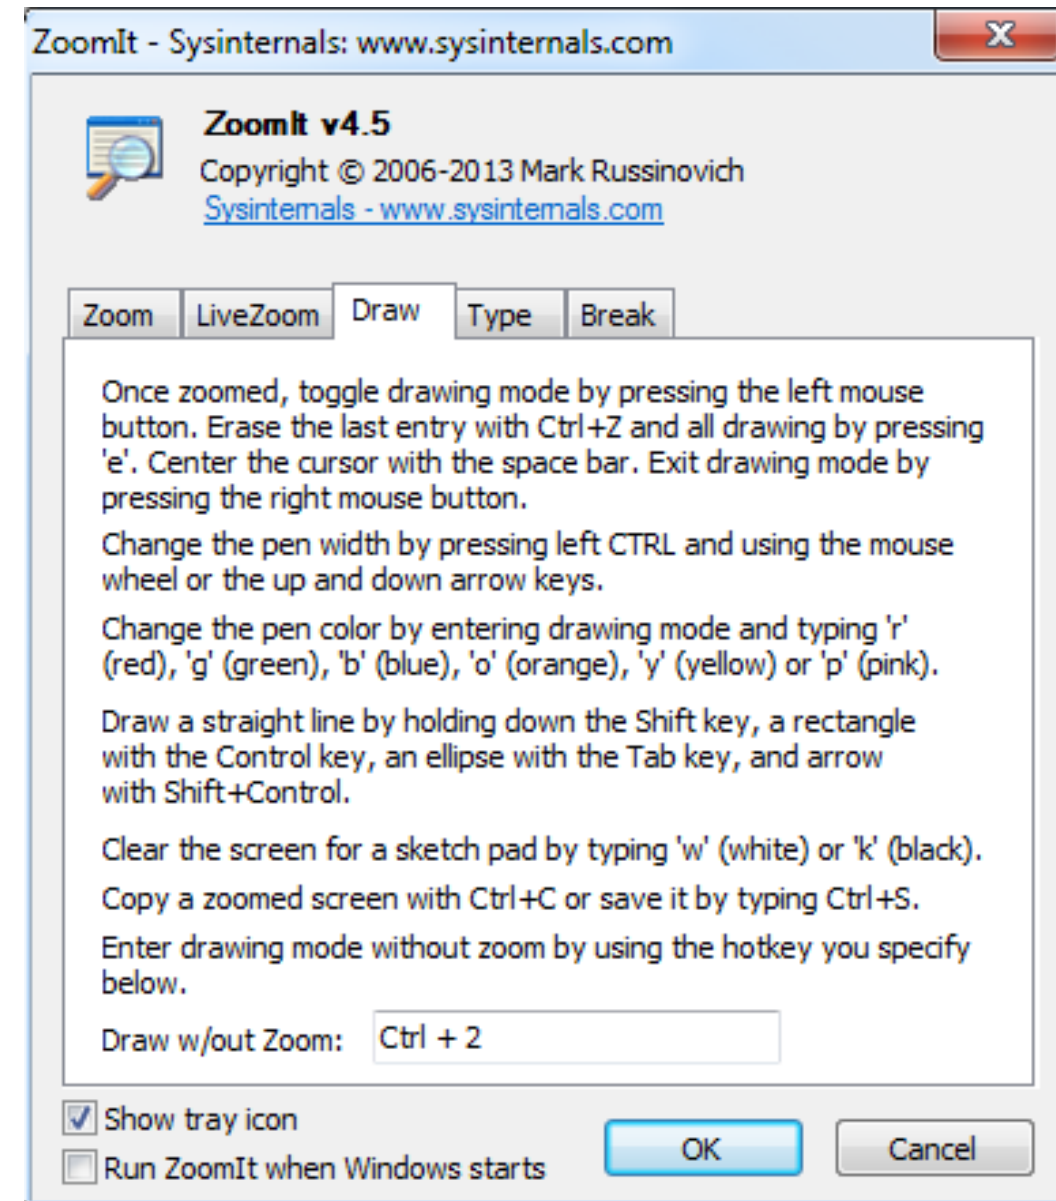 ZoomIt - Sysinternals: www.sysinternals.com
ZoomIt v4.5
Copyright © 2006-2013 Mark Russinovich
Sysinternals - www.sysinternals.com
Zoom LiveZoom Draw Type Break
Once zoomed, toggle drawing mode by pressing the left mouse
button. Erase the last entry with Ctrl+Z and all drawing by pressing
'e'. Center the cursor with the space bar. Exit drawing mode by
pressing the right mouse button.
Change the pen width by pressing left CTRL and using the mouse
wheel or the up and down arrow keys.
Change the pen color by entering drawing mode and typing 'r'
(red), 'g' (green), 'b' (blue), 'o' (orange), 'y' (yellow) or 'p' (pink).
Draw a straight line by holding down the Shift key, a rectangle
with the Control key, an ellipse with the Tab key, and arrow
with Shift+Control.
Clear the screen for a sketch pad by typing 'w' (white) or 'k' (black).
Copy a zoomed screen with Ctrl+C or save it by typing Ctrl+S.
Enter drawing mode without zoom by using the hotkey you specify
below.
Draw w/out Zoom: Ctrl + 2
Show tray icon
Run ZoomIt when Windows starts
OK Cancel